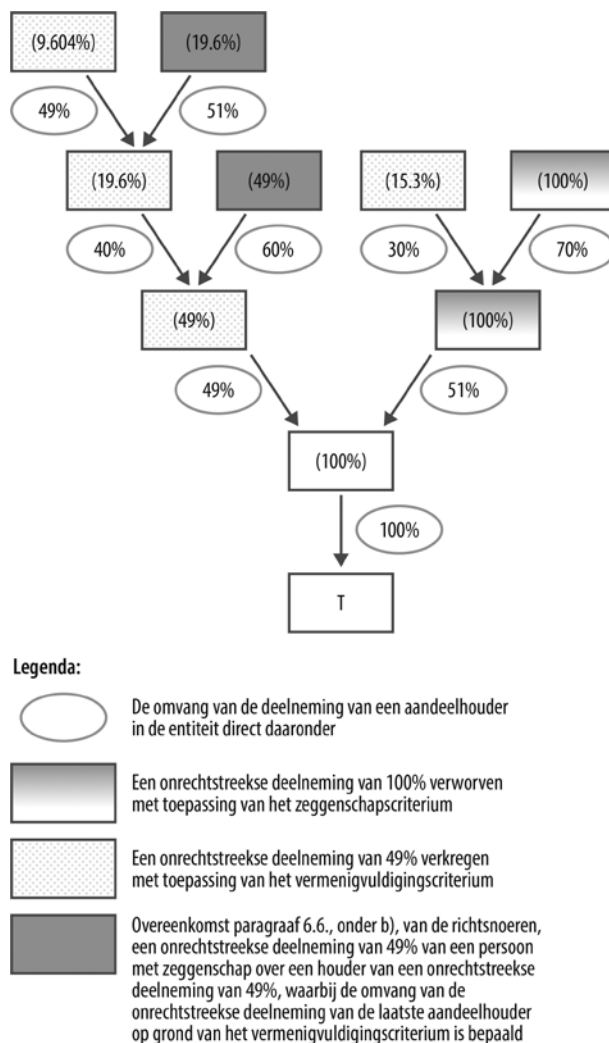 (9.604%) (19.6%)
49% 51%
(19.6%) (49%) (15.3%) (100%)
40% 60% 30% 70%
(49%) (100%)
49% 51%
(100%)
100%
T
Legenda:
De omvang van de deelneming van een aandeelhouder
in de entiteit direct daaronder
Een onrechtstreekse deelneming van 100% verworven
met toepassing van het zeggenschapscriterium
Een onrechtstreekse deelneming van 49% verkregen
met toepassing van het vermenigvuldigingscriterium
Overeenkomst paragraaf 6.6., onder b), van de richtsnoeren,
een onrechtstreekse deelneming van 49% van een persoon
met zeggenschap over een houder van een onrechtstreekse
deelneming van 49%, waarbij de omvang van de
onrechtstreekse deelneming van de laatste aandeelhouder
op grond van het vermenigvuldigingscriterium is bepaald